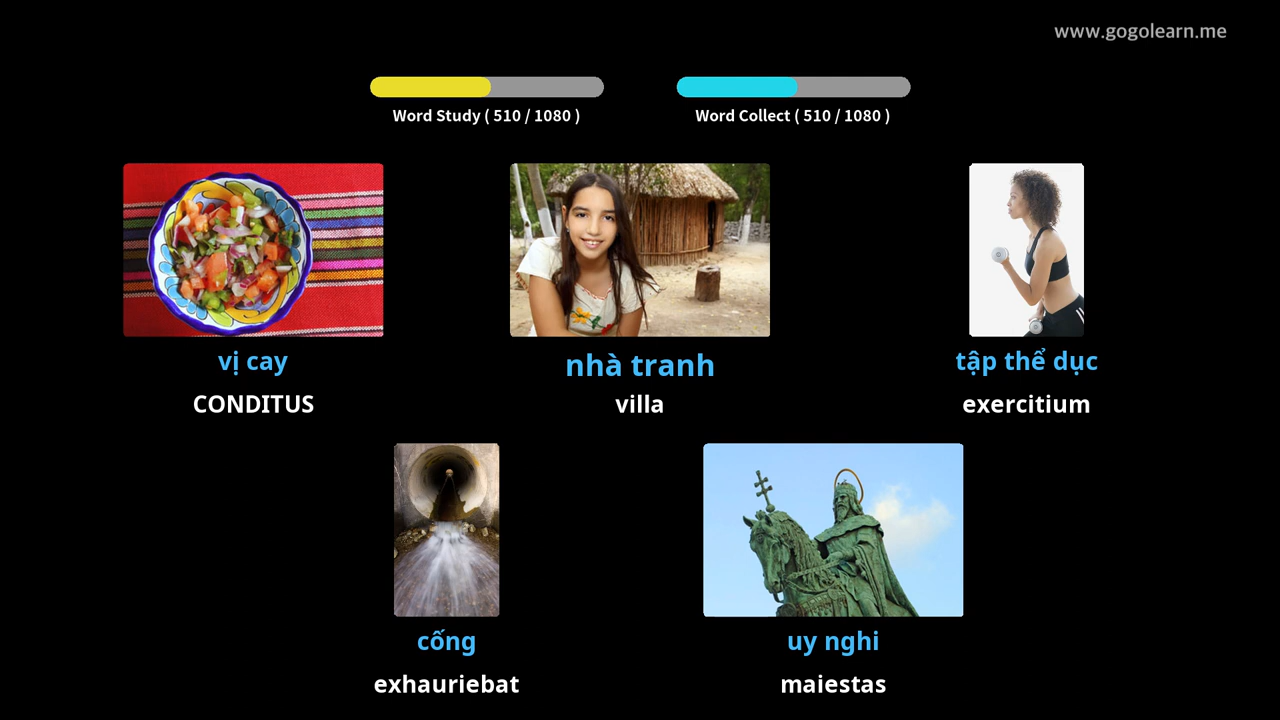 www.gogolearn.me
Word Study ( 510 / 1080 )
Word Collect ( 510 / 1080 )
vị cay
nhà tranh
tập thể dục
CONDITUS
villa
exercitium
cống
uy nghi
exhauriebat
maiestas